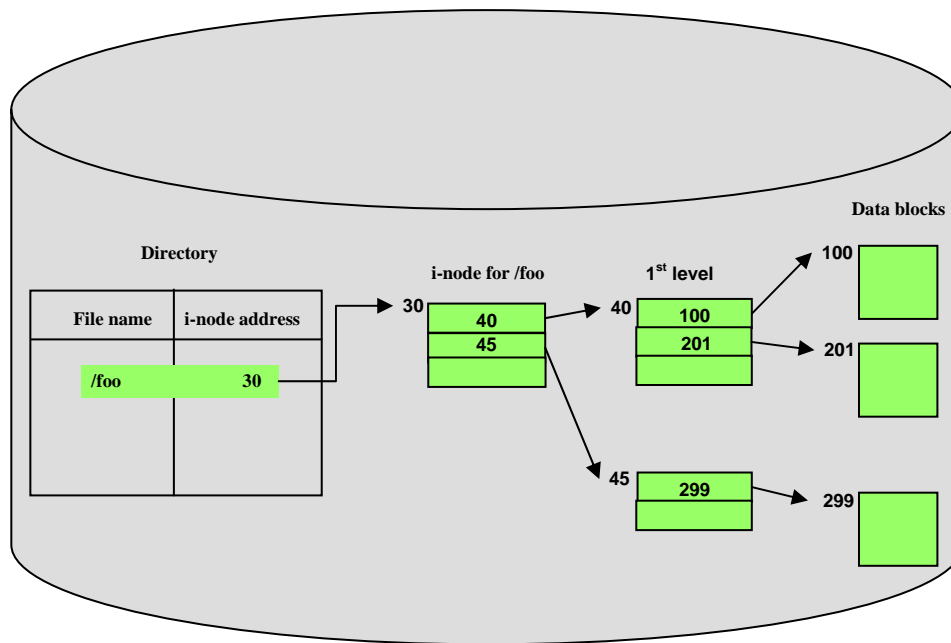 Data blocks
Directory
i-node for /foo
1st level
File name i-node address
/foo 30
30
40
45
40
100
201
45
299
100
201
299